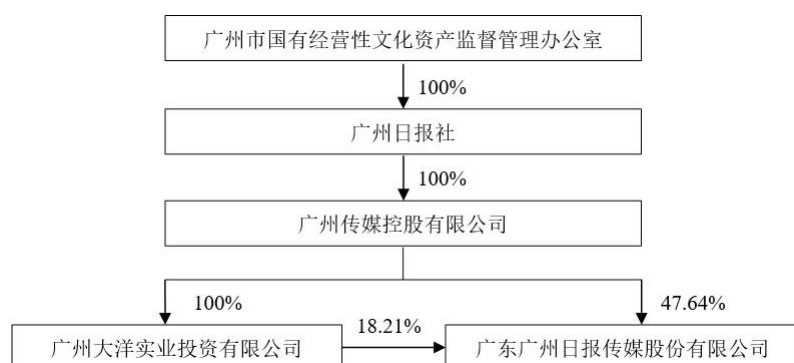 广州市国有经营性文化资产监督管理办公室
100%
广州日报社
100%
广州传媒控股有限公司
100%
47.64%
广州大洋实业投资有限公司
18.21%
广东广州日报传媒股份有限公司